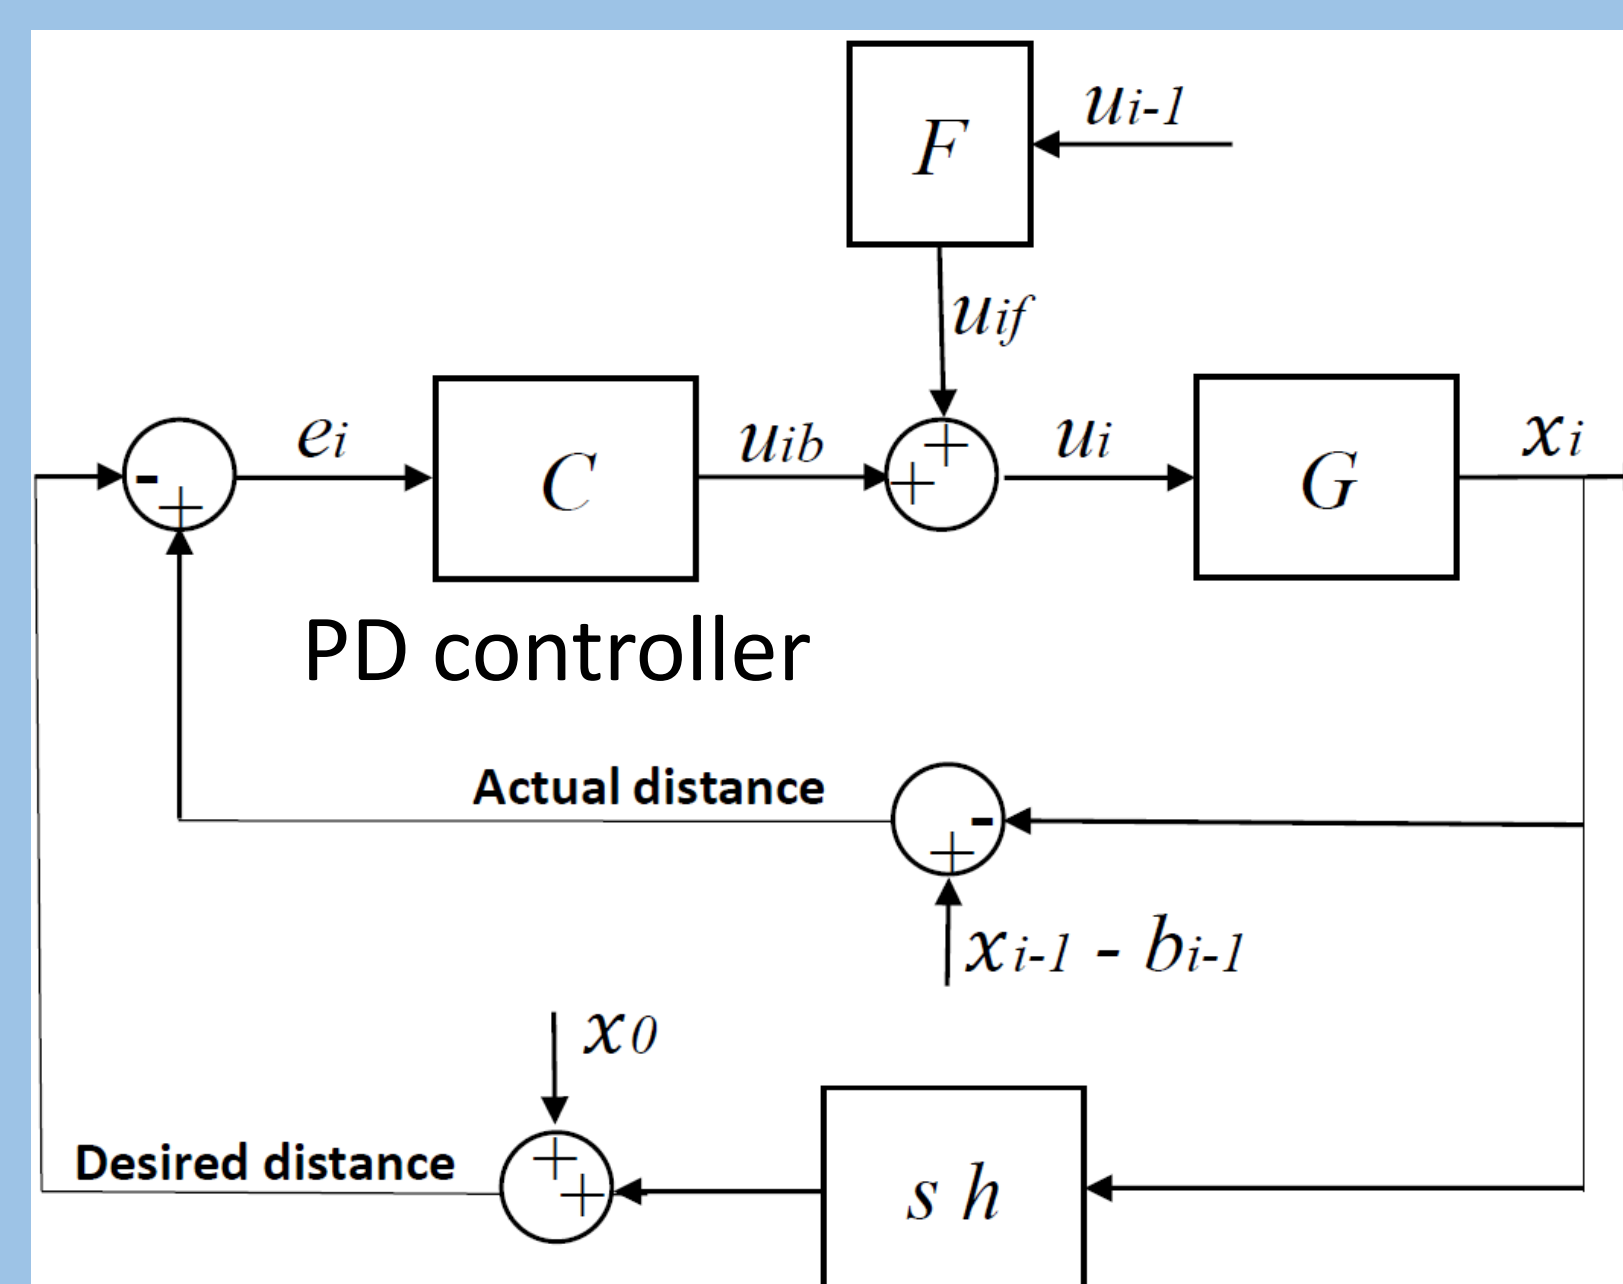 F
ui-1
uif
ei
C
uib
+
+
ui
G
xi
-
+
PD controller
Actual distance
-
+
xi-1 - bi-1
x0
Desired distance
+
+
s h